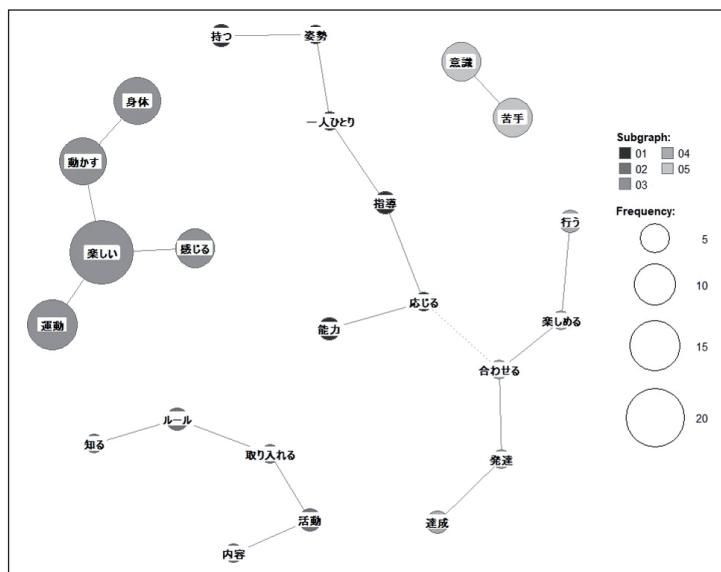 持つ
姿勢
意識
苦手
身体
動かす
一人ひとり
指導
楽しい
感じる
運動
能力
応じる
行う
楽しめる
合わせる
発達
達成
ルール
知る
取り入れる
活動
内容
Subgraph:
01 04
02 05
03
Frequency:
5
10
15
20